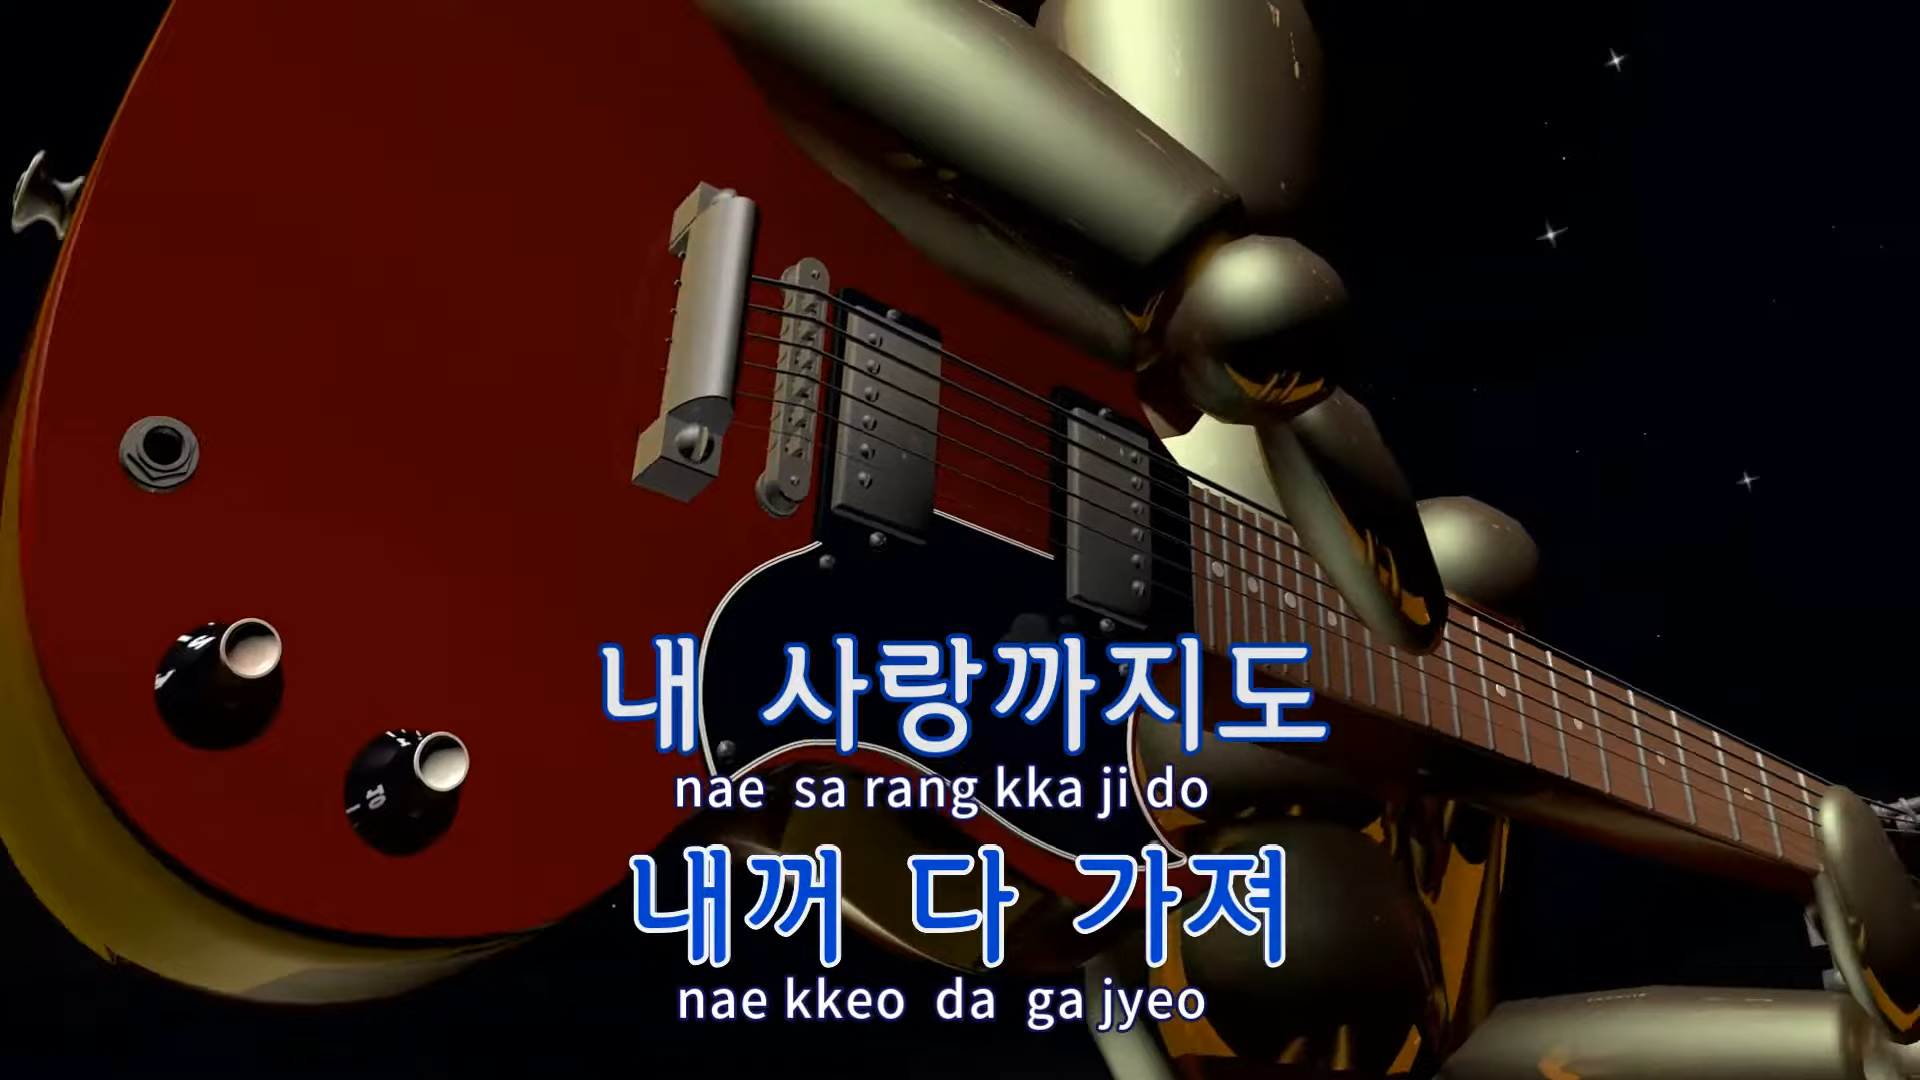 내 사랑까지도
nae sa rang kka ji do
내꺼 다 가져
nae kkeo da ga jyeo
10